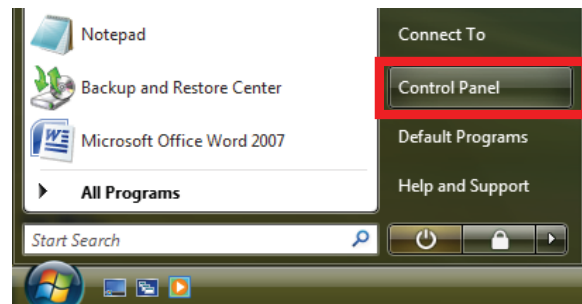 Notepad
Backup and Restore Center
Microsoft Office Word 2007
All Programs
Start Search
Connect To
Control Panel
Default Programs
Help and Support